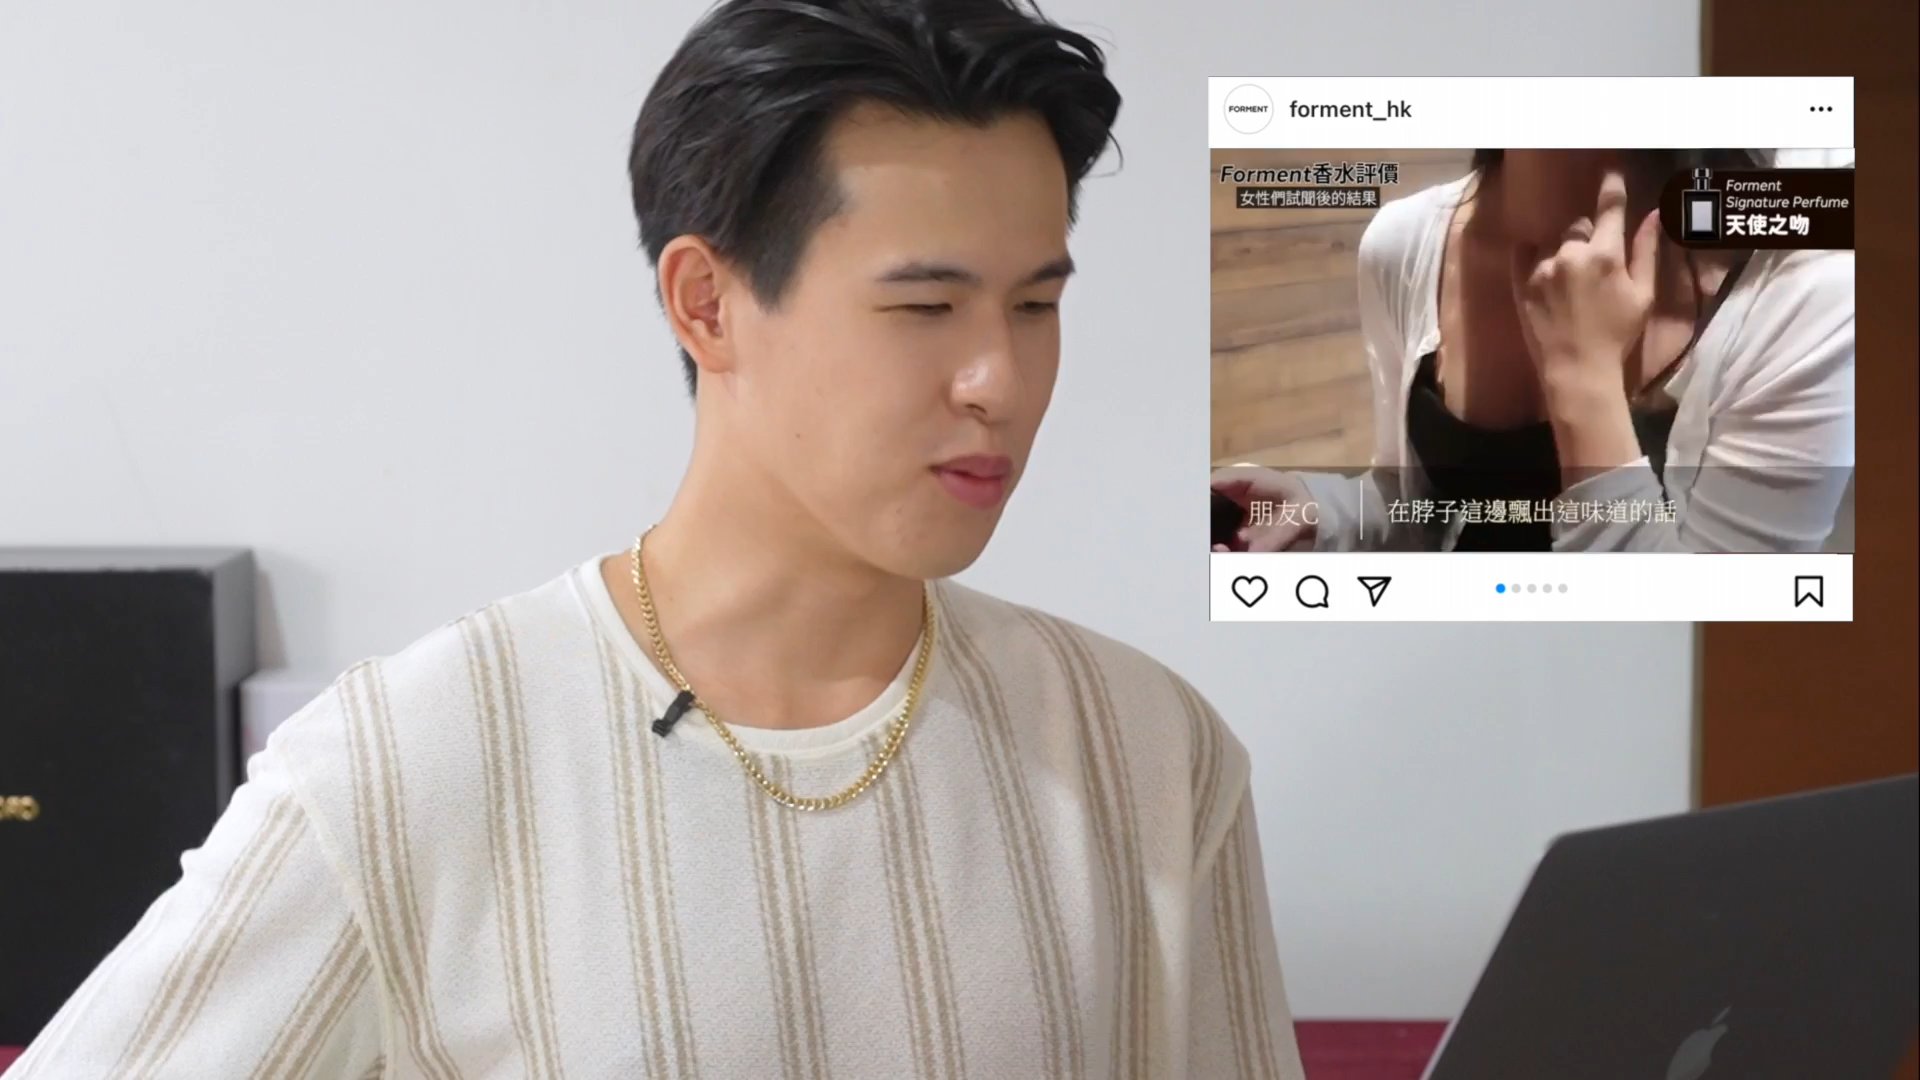 FORMENT
forment_hk
Forment香水評價
女性們試聞後的結果
Forment
Signature Perfume
天使之吻
朋友C
在脖子這邊飄出這味道的話